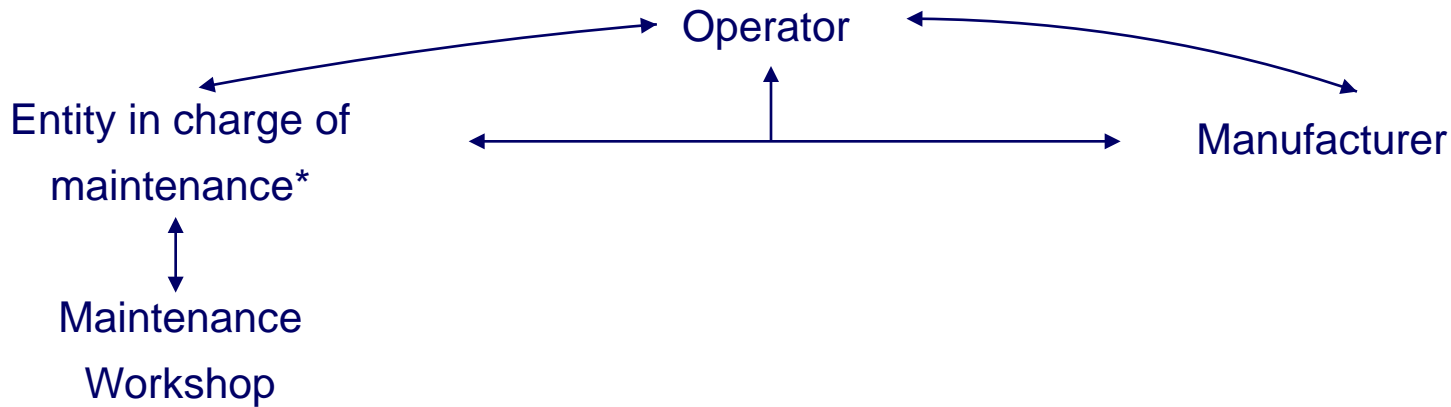 Operator
Entity in charge of
maintenance*
Manufacturer
Maintenance
Workshop